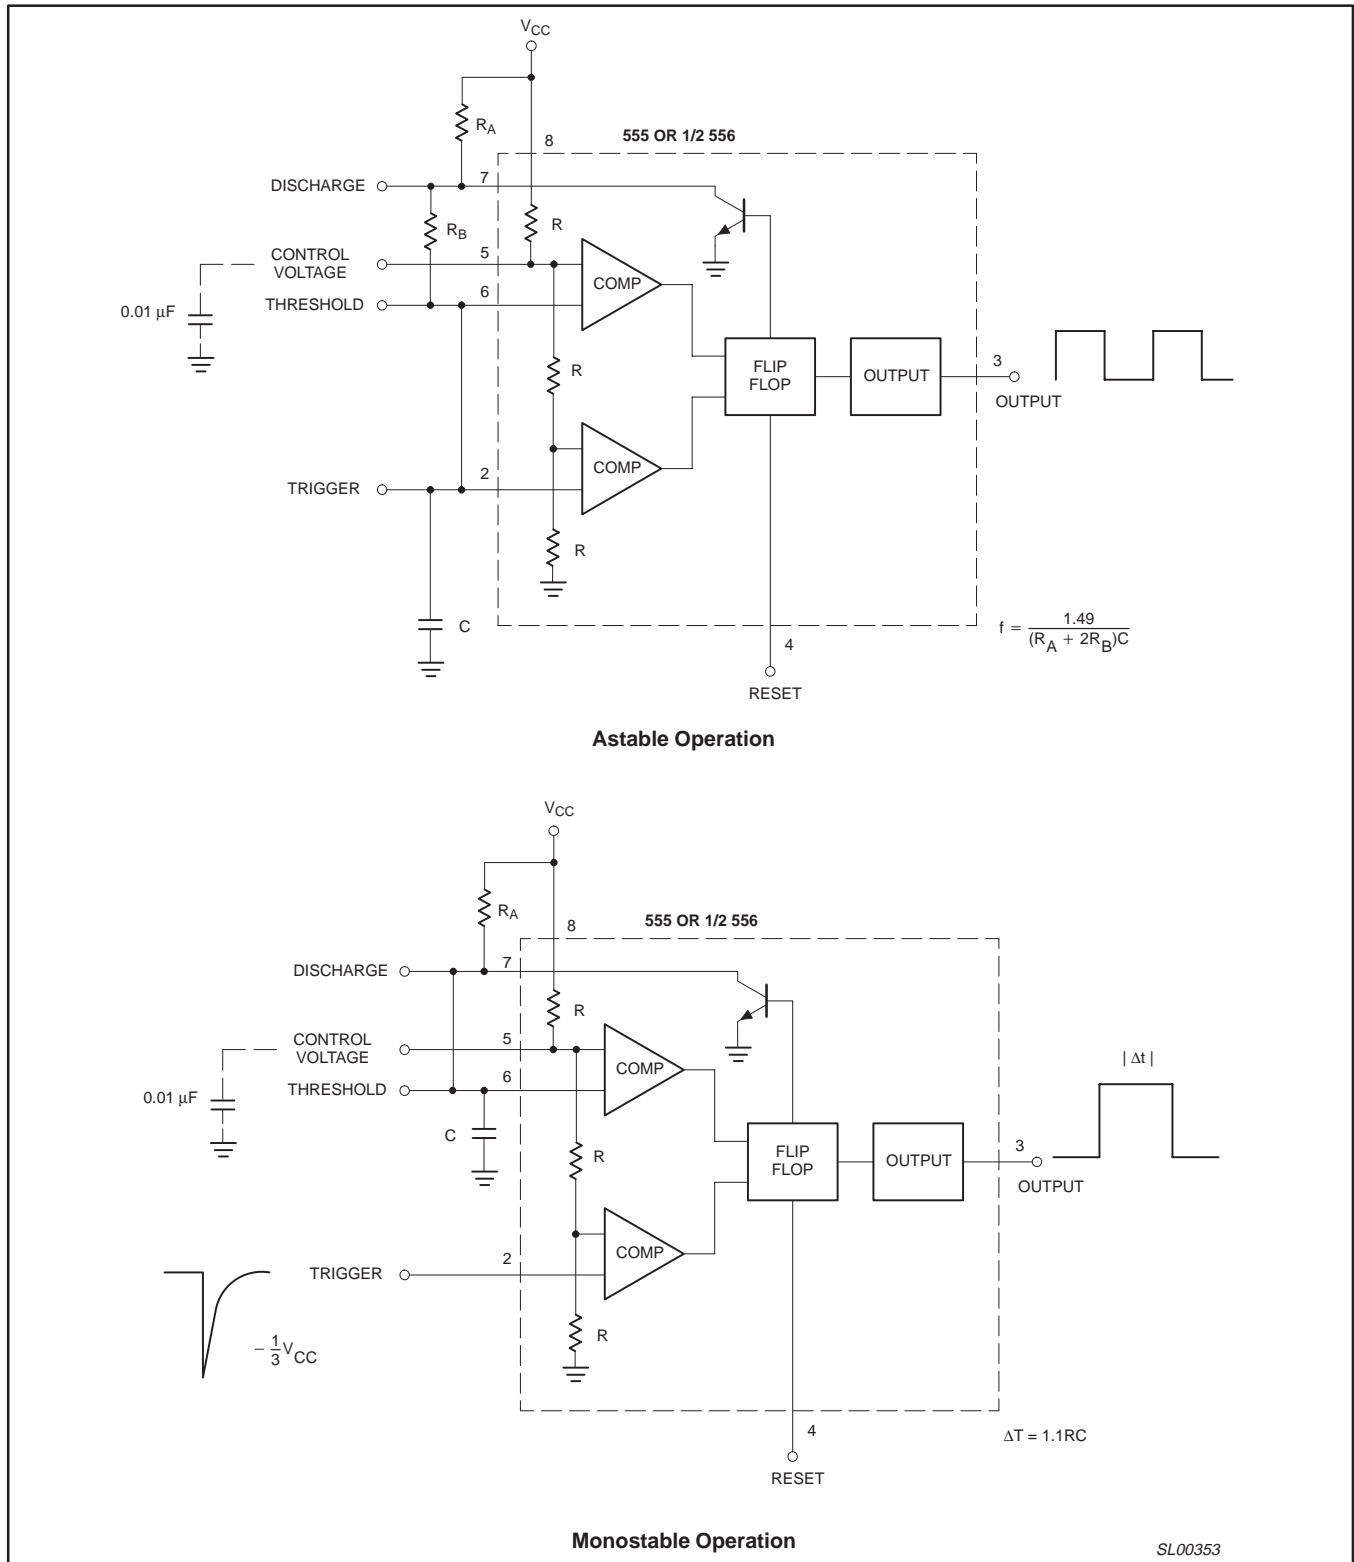 VCC
RA
8
555 OR 1/2 556
DISCHARGE
7
RB
R
CONTROL
VOLTAGE
5
COMP
0.01 μF
THRESHOLD
6
R
FLIP
FLOP
OUTPUT
3
OUTPUT
COMP
TRIGGER
2
R
C
f = 1.49 / (RA + 2RB)C
4
RESET
Astable Operation
VCC
RA
8
555 OR 1/2 556
DISCHARGE
7
R
CONTROL
VOLTAGE
5
COMP
| Δt |
0.01 μF
THRESHOLD
6
C
R
FLIP
FLOP
OUTPUT
3
OUTPUT
COMP
TRIGGER
2
R
– 1/3 VCC
4
ΔT = 1.1RC
RESET
Monostable Operation
SL00353